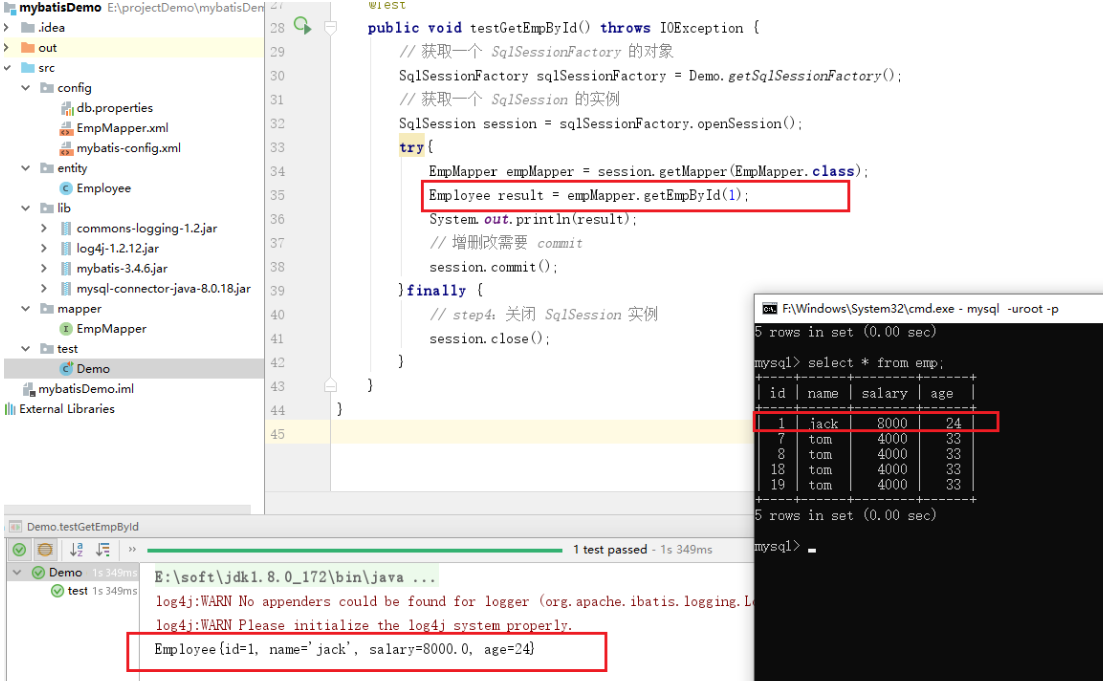 mybatisDemo E:\projectDemo\mybatisDem
.idea
out
src
config
db.properties
EmpMapper.xml
mybatis-config.xml
entity
Employee
lib
commons-logging-1.2.jar
log4j-1.2.12.jar
mybatis-3.4.6.jar
mysql-connector-java-8.0.18.jar
mapper
EmpMapper
test
Demo
mybatisDemo.iml
External Libraries
27 @Test
28 public void testGetEmpById() throws IOException {
29 // 获取一个 SqlSessionFactory 的对象
30 SqlSessionFactory sqlSessionFactory = Demo.getSqlSessionFactory();
31 // 获取一个 SqlSession 的实例
32 SqlSession session = sqlSessionFactory.openSession();
33 try{
34 EmpMapper empMapper = session.getMapper(EmpMapper.class);
35 Employee result = empMapper.getEmpById(1);
36 System.out.println(result);
37 // 增删改需要 commit
38 session.commit();
39 }finally {
40 // step4：关闭 SqlSession 实例
41 session.close();
42 }
43 }
44 }
45
F:\Windows\System32\cmd.exe - mysql -uroot -p
5 rows in set (0.00 sec)
mysql> select * from emp;
+----+------+--------+------+
| id | name | salary | age |
+----+------+--------+------+
| 1 | jack | 8000 | 24 |
| 7 | tom | 4000 | 33 |
| 8 | tom | 4000 | 33 |
| 18 | tom | 4000 | 33 |
| 19 | tom | 4000 | 33 |
+----+------+--------+------+
5 rows in set (0.00 sec)
mysql>
Demo.testGetEmpById
» 1 test passed - 1s 349ms
Demo 1s 349ms
test 1s 349ms
E:\soft\jdk1.8.0_172\bin\java ...
log4j:WARN No appenders could be found for logger (org.apache.ibatis.logging.Lo
log4j:WARN Please initialize the log4j system properly.
Employee{id=1, name='jack', salary=8000.0, age=24}